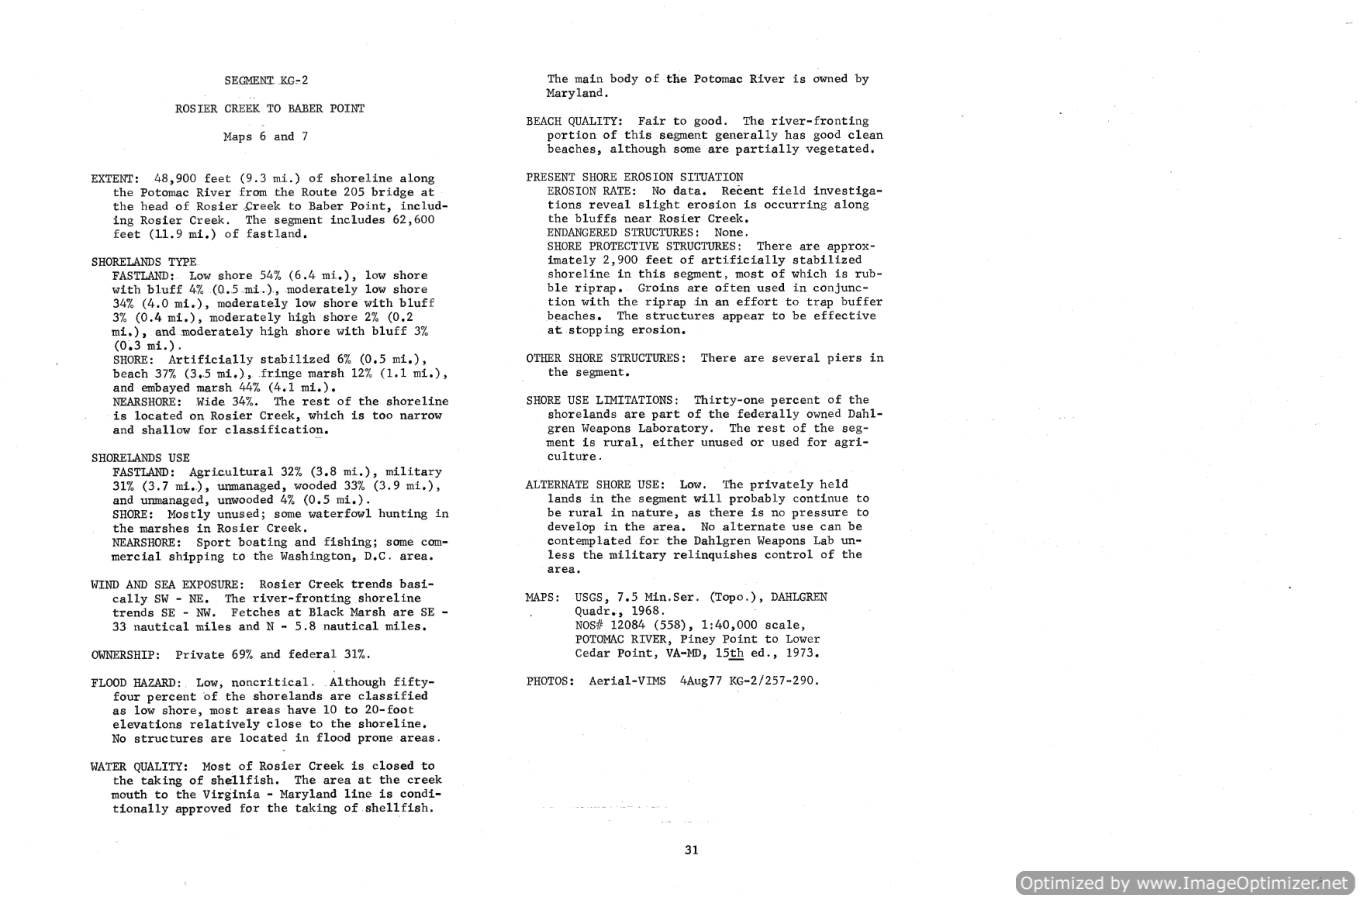 SEGMENT KG-2
ROSIER CREEK TO BABER POINT
Maps 6 and 7
EXTENT: 48,900 feet (9.3 mi.) of shoreline along
the Potomac River from the Route 205 bridge at
the head of Rosier Creek to Baber Point, includ-
ing Rosier Creek. The segment includes 62,600
feet (11.9 mi.) of fastland.
SHORELANDS TYPE
FASTLAND: Low shore 54% (6.4 mi.), low shore
with bluff 4% (0.5 mi.), moderately low shore
34% (4.0 mi.), moderately low shore with bluff
3% (0.4 mi.), moderately high shore 2% (0.2
mi.), and moderately high shore with bluff 3%
(0.3 mi.).
SHORE: Artificially stabilized 6% (0.5 mi.),
beach 37% (3.5 mi.), fringe marsh 12% (1.1 mi.),
and embayed marsh 44% (4.1 mi.).
NEARSHORE: Wide 34%. The rest of the shoreline
is located on Rosier Creek, which is too narrow
and shallow for classification.
SHORELANDS USE
FASTLAND: Agricultural 32% (3.8 mi.), military
31% (3.7 mi.), unmanaged, wooded 33% (3.9 mi.),
and unmanaged, unwooded 4% (0.5 mi.).
SHORE: Mostly unused; some waterfowl hunting in
the marshes in Rosier Creek.
NEARSHORE: Sport boating and fishing; some com-
mercial shipping to the Washington, D.C. area.
WIND AND SEA EXPOSURE: Rosier Creek trends basi-
cally SW - NE. The river-fronting shoreline
trends SE - NW. Fetches at Black Marsh are SE -
33 nautical miles and N - 5.8 nautical miles.
OWNERSHIP: Private 69% and federal 31%.
FLOOD HAZARD: Low, noncritical. Although fifty-
four percent of the shorelands are classified
as low shore, most areas have 10 to 20-foot
elevations relatively close to the shoreline.
No structures are located in flood prone areas.
WATER QUALITY: Most of Rosier Creek is closed to
the taking of shellfish. The area at the creek
mouth to the Virginia - Maryland line is condi-
tionally approved for the taking of shellfish.
The main body of the Potomac River is owned by
Maryland.
BEACH QUALITY: Fair to good. The river-fronting
portion of this segment generally has good clean
beaches, although some are partially vegetated.
PRESENT SHORE EROSION SITUATION
EROSION RATE: No data. Recent field investiga-
tions reveal slight erosion is occurring along
the bluffs near Rosier Creek.
ENDANGERED STRUCTURES: None.
SHORE PROTECTIVE STRUCTURES: There are approx-
imately 2,900 feet of artificially stabilized
shoreline in this segment, most of which is rub-
ble riprap. Groins are often used in conjunc-
tion with the riprap in an effort to trap buffer
beaches. The structures appear to be effective
at stopping erosion.
OTHER SHORE STRUCTURES: There are several piers in
the segment.
SHORE USE LIMITATIONS: Thirty-one percent of the
shorelands are part of the federally owned Dahl-
gren Weapons Laboratory. The rest of the seg-
ment is rural, either unused or used for agri-
culture.
ALTERNATE SHORE USE: Low. The privately held
lands in the segment will probably continue to
be rural in nature, as there is no pressure to
develop in the area. No alternate use can be
contemplated for the Dahlgren Weapons Lab un-
less the military relinquishes control of the
area.
MAPS: USGS, 7.5 Min.Ser. (Topo.), DAHLGREN
Quadr., 1968.
NOS# 12084 (558), 1:40,000 scale,
POTOMAC RIVER, Piney Point to Lower
Cedar Point, VA-MD, 15th ed., 1973.
PHOTOS: Aerial-VIMS 4Aug77 KG-2/257-290.
31
Optimized by www.ImageOptimizer.net